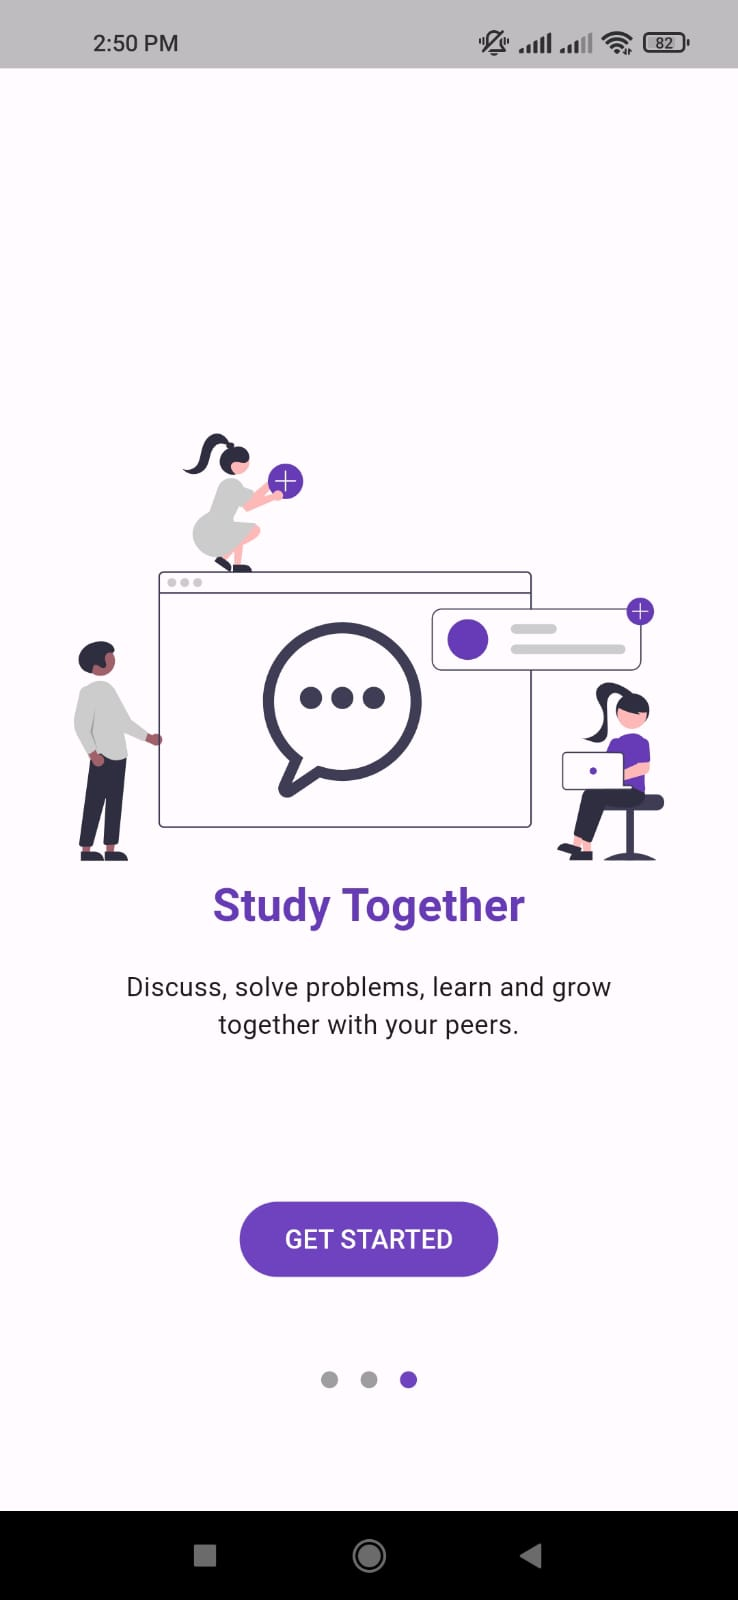 2:50 PM
82
Study Together
Discuss, solve problems, learn and grow
together with your peers.
GET STARTED